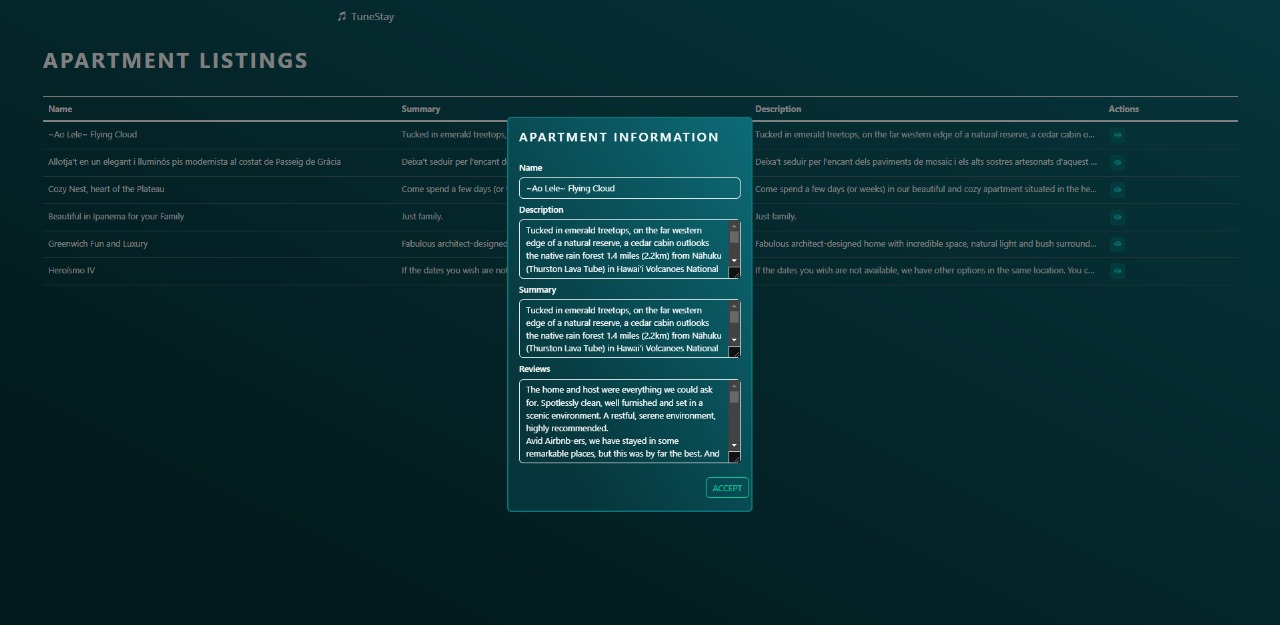 TuneStay
APARTMENT LISTINGS
Name Summary Description Actions
~Ao Lele~ Flying Cloud Tucked in emerald treetops, Tucked in emerald treetops, on the far western edge of a natural reserve, a cedar cabin o...
Allotja't en un elegant i lluminós pis modernista al costat de Passeig de Gràcia Deixa't seduir per l'encant d Deixa't seduir per l'encant dels paviments de mosaic i els alts sostres artesonats d'aquest ...
Cozy Nest, heart of the Plateau Come spend a few days (or Come spend a few days (or weeks) in our beautiful and cozy apartment situated in the he...
Beautiful in Ipanema for your Family Just family. Just family.
Greenwich Fun and Luxury Fabulous architect-designed Fabulous architect-designed home with incredible space, natural light and bush surround...
Heroísmo IV If the dates you wish are not If the dates you wish are not available, we have other options in the same location. You c...
APARTMENT INFORMATION
Name
~Ao Lele~ Flying Cloud
Description
Tucked in emerald treetops, on the far western
edge of a natural reserve, a cedar cabin outlooks
the native rain forest 1.4 miles (2.2km) from Nāhuku
(Thurston Lava Tube) in Hawai'i Volcanoes National
Summary
Tucked in emerald treetops, on the far western
edge of a natural reserve, a cedar cabin outlooks
the native rain forest 1.4 miles (2.2km) from Nāhuku
(Thurston Lava Tube) in Hawai'i Volcanoes National
Reviews
The home and host were everything we could ask
for. Spotlessly clean, well furnished and set in a
scenic environment. A restful, serene environment,
highly recommended.
Avid Airbnb-ers, we have stayed in some
remarkable places, but this was by far the best. And
ACCEPT